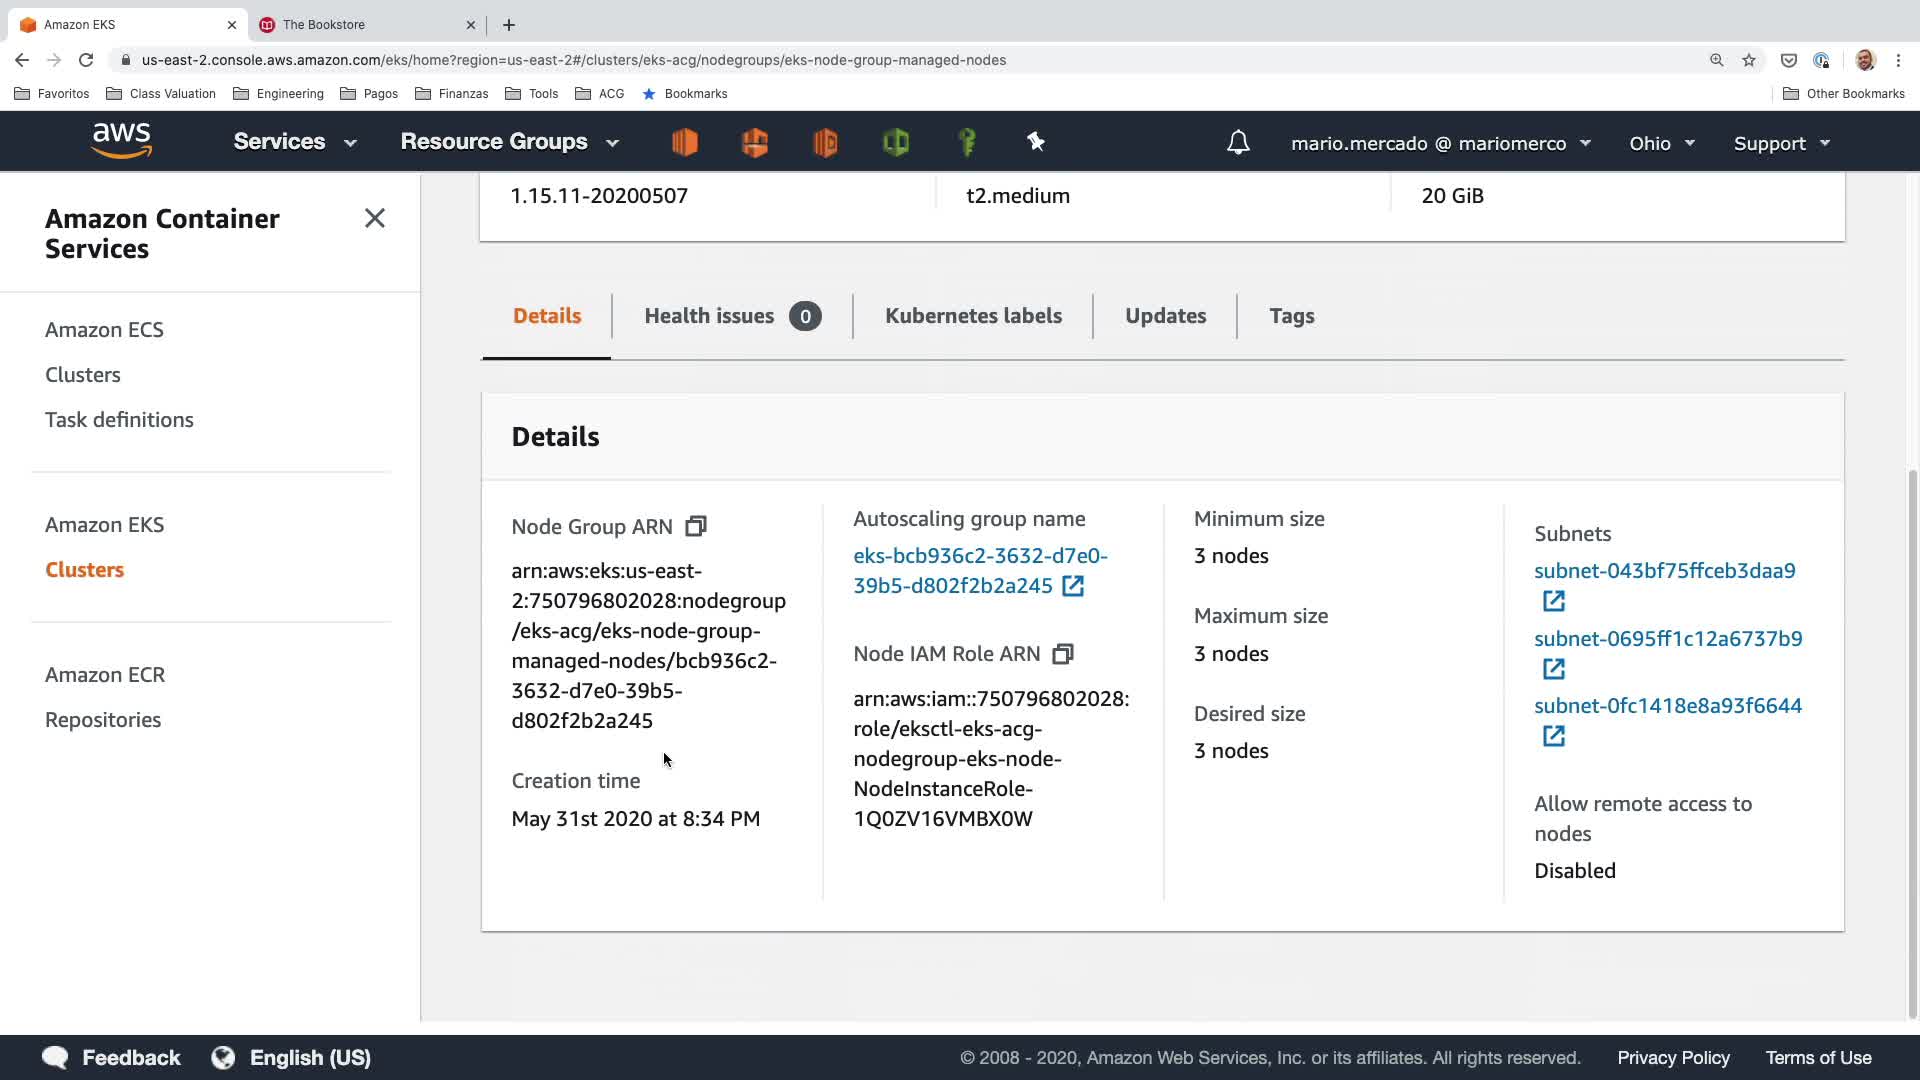 Amazon EKS
The Bookstore
us-east-2.console.aws.amazon.com/eks/home?region=us-east-2#/clusters/eks-acg/nodegroups/eks-node-group-managed-nodes
Favoritos
Class Valuation
Engineering
Pagos
Finanzas
Tools
ACG
Bookmarks
Other Bookmarks
aws
Services
Resource Groups
mario.mercado @ mariomerco
Ohio
Support
Amazon Container
Services
Amazon ECS
Clusters
Task definitions
Amazon EKS
Clusters
Amazon ECR
Repositories
1.15.11-20200507
t2.medium
20 GiB
Details
Health issues 0
Kubernetes labels
Updates
Tags
Details
Node Group ARN
arn:aws:eks:us-east-
2:750796802028:nodegroup
/eks-acg/eks-node-group-
managed-nodes/bcb936c2-
3632-d7e0-39b5-
d802f2b2a245
Creation time
May 31st 2020 at 8:34 PM
Autoscaling group name
eks-bcb936c2-3632-d7e0-
39b5-d802f2b2a245
Node IAM Role ARN
arn:aws:iam::750796802028:
role/eksctl-eks-acg-
nodegroup-eks-node-
NodeInstanceRole-
1Q0ZV16VMBX0W
Minimum size
3 nodes
Maximum size
3 nodes
Desired size
3 nodes
Subnets
subnet-043bf75ffceb3daa9
subnet-0695ff1c12a6737b9
subnet-0fc1418e8a93f6644
Allow remote access to
nodes
Disabled
Feedback
English (US)
© 2008 - 2020, Amazon Web Services, Inc. or its affiliates. All rights reserved.
Privacy Policy
Terms of Use